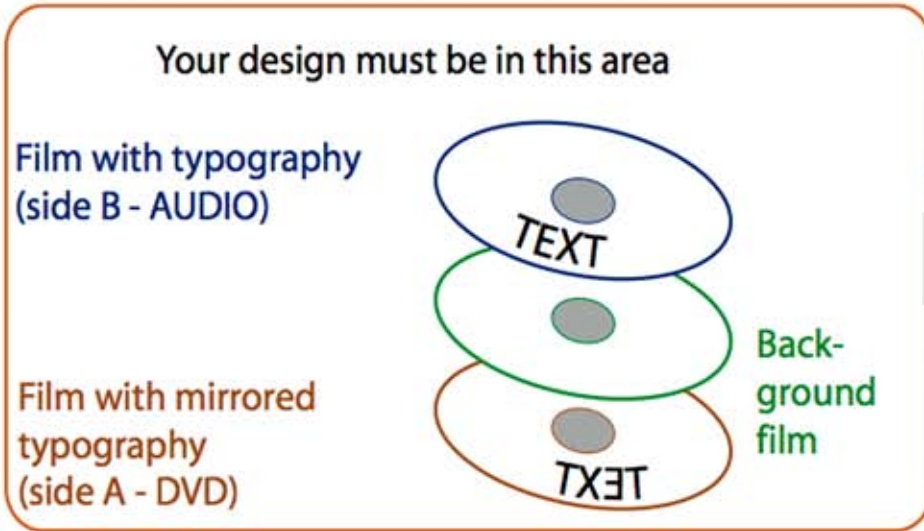 Your design must be in this area
Film with typography
(side B - AUDIO)
TEXT
Back-
ground
film
Film with mirrored
typography
(side A - DVD)
TEXT